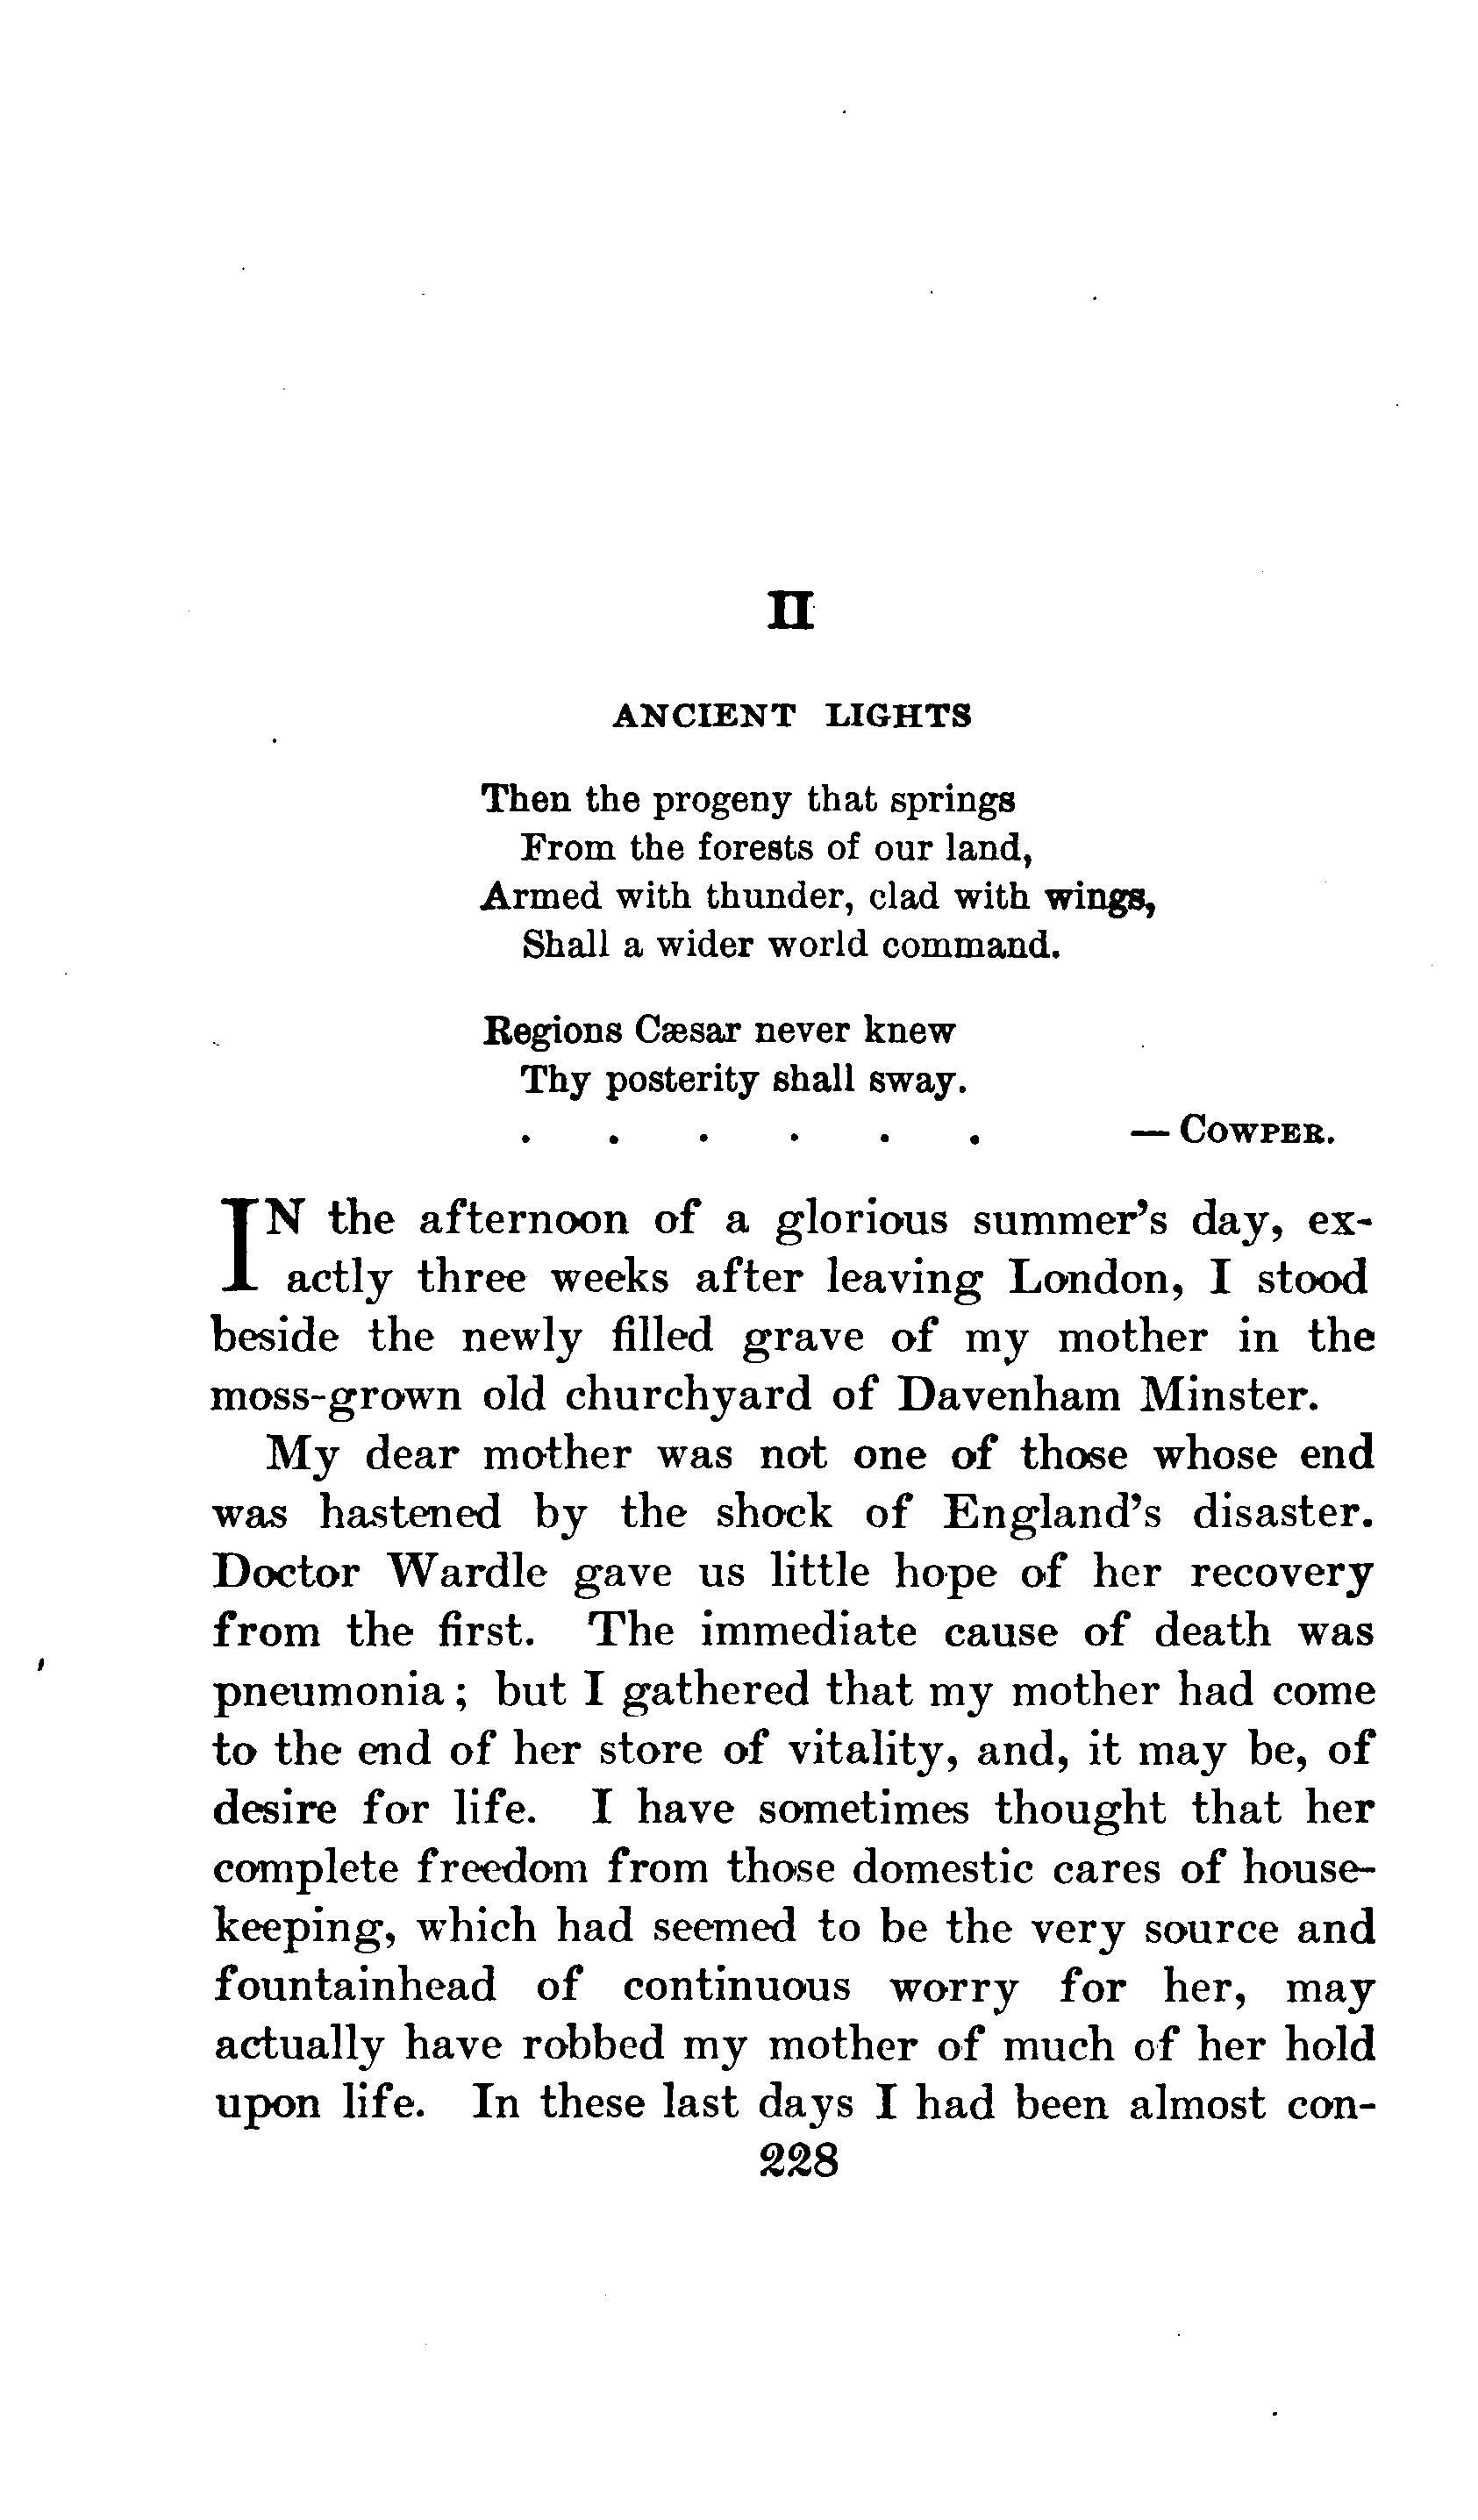 II
ANCIENT LIGHTS
Then the progeny that springs
From the forests of our land,
Armed with thunder, clad with wings,
Shall a wider world command.
Regions Cæsar never knew
Thy posterity shall sway.
. . . . . . — COWPER.
IN the afternoon of a glorious summer's day, ex-
actly three weeks after leaving London, I stood
beside the newly filled grave of my mother in the
moss-grown old churchyard of Davenham Minster.
My dear mother was not one of those whose end
was hastened by the shock of England's disaster.
Doctor Wardle gave us little hope of her recovery
from the first. The immediate cause of death was
pneumonia; but I gathered that my mother had come
to the end of her store of vitality, and, it may be, of
desire for life. I have sometimes thought that her
complete freedom from those domestic cares of house-
keeping, which had seemed to be the very source and
fountainhead of continuous worry for her, may
actually have robbed my mother of much of her hold
upon life. In these last days I had been almost con-
228